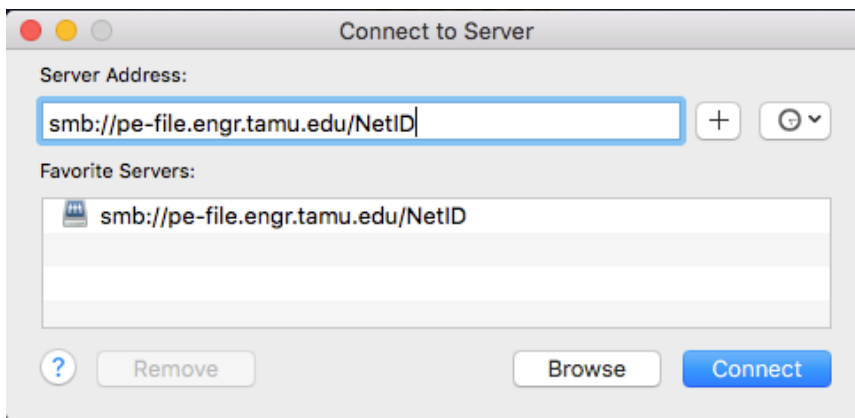 Connect to Server
Server Address:
smb://pe-file.engr.tamu.edu/NetID
+
Favorite Servers:
smb://pe-file.engr.tamu.edu/NetID
? Remove Browse Connect